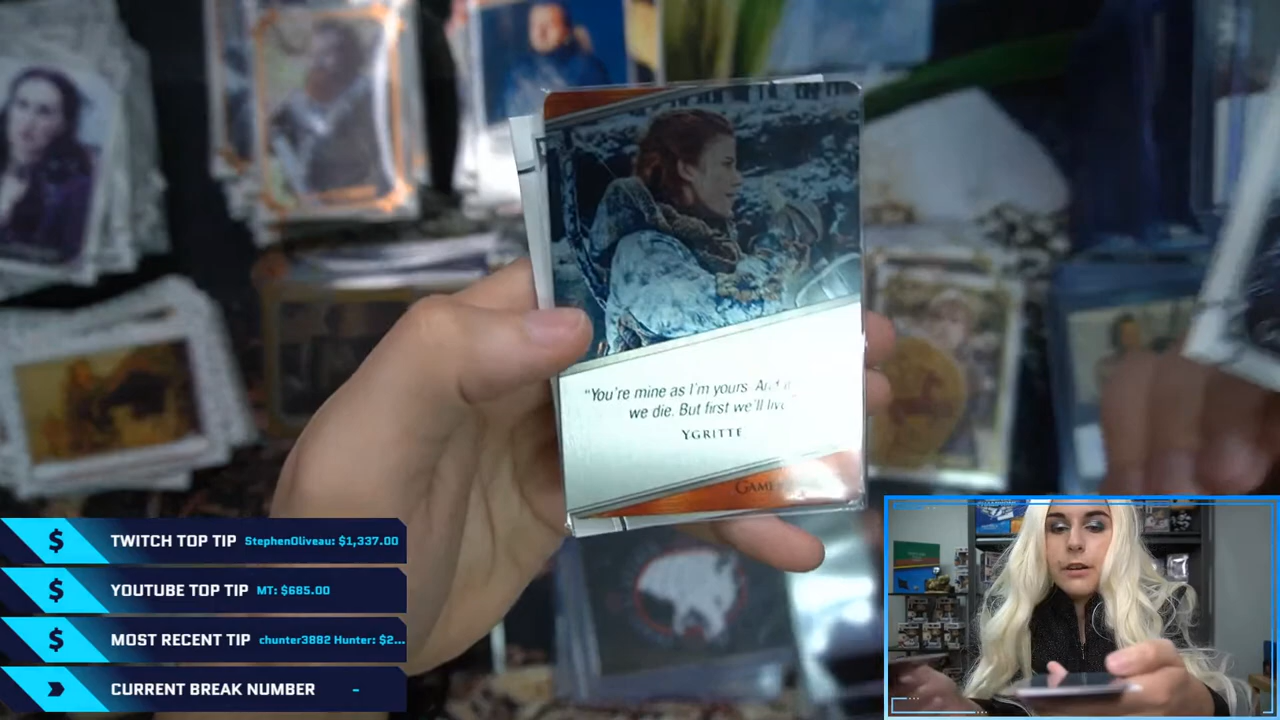 "You're mine as I'm yours. And
we die. But first we'll live
YGRITTE
GAME
TWITCH TOP TIP StephenOliveau: $1,337.00
YOUTUBE TOP TIP MT: $685.00
MOST RECENT TIP chunter3882 Hunter: $2...
CURRENT BREAK NUMBER -